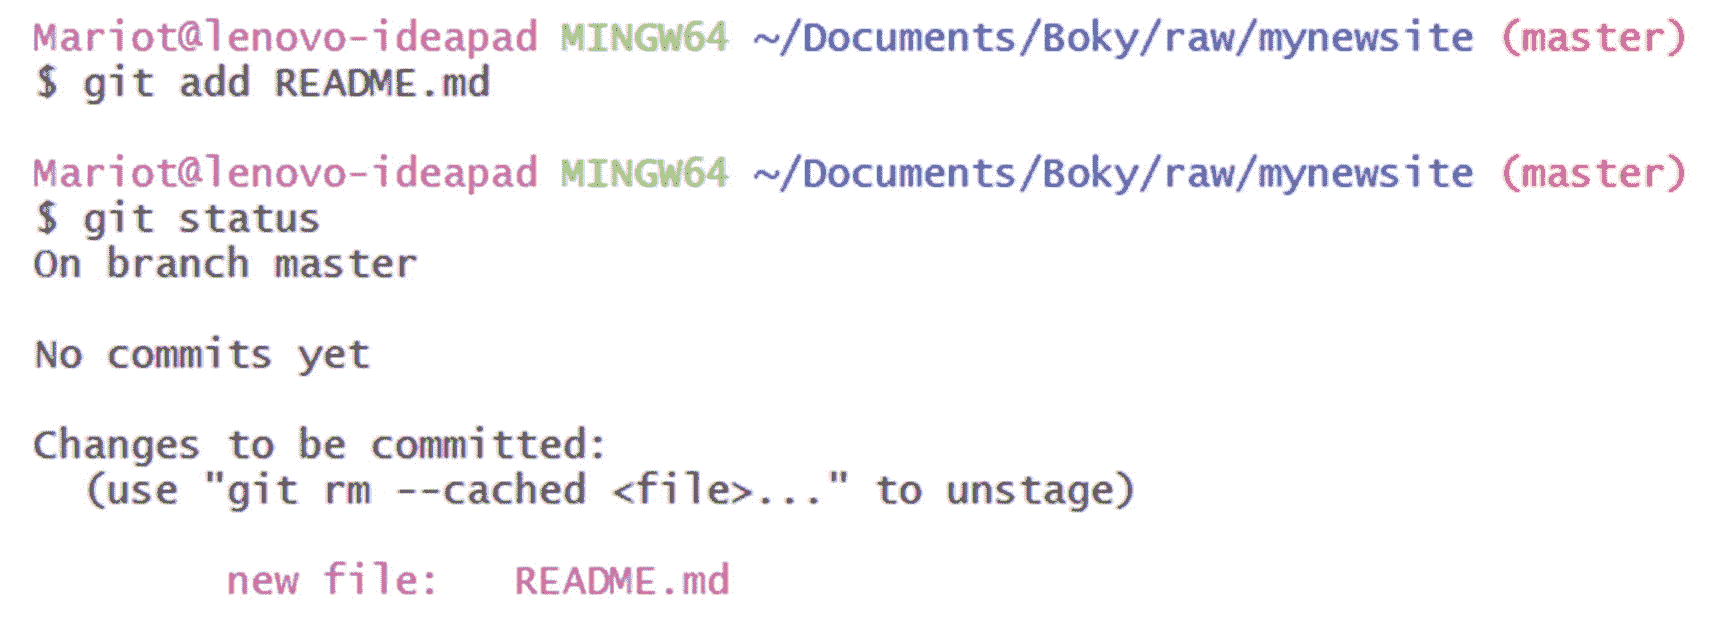 Mariot@lenovo-ideapad MINGW64 ~/Documents/Boky/raw/mynewsite (master)
$ git add README.md
Mariot@lenovo-ideapad MINGW64 ~/Documents/Boky/raw/mynewsite (master)
$ git status
On branch master
No commits yet
Changes to be committed:
  (use "git rm --cached <file>..." to unstage)
        new file:   README.md